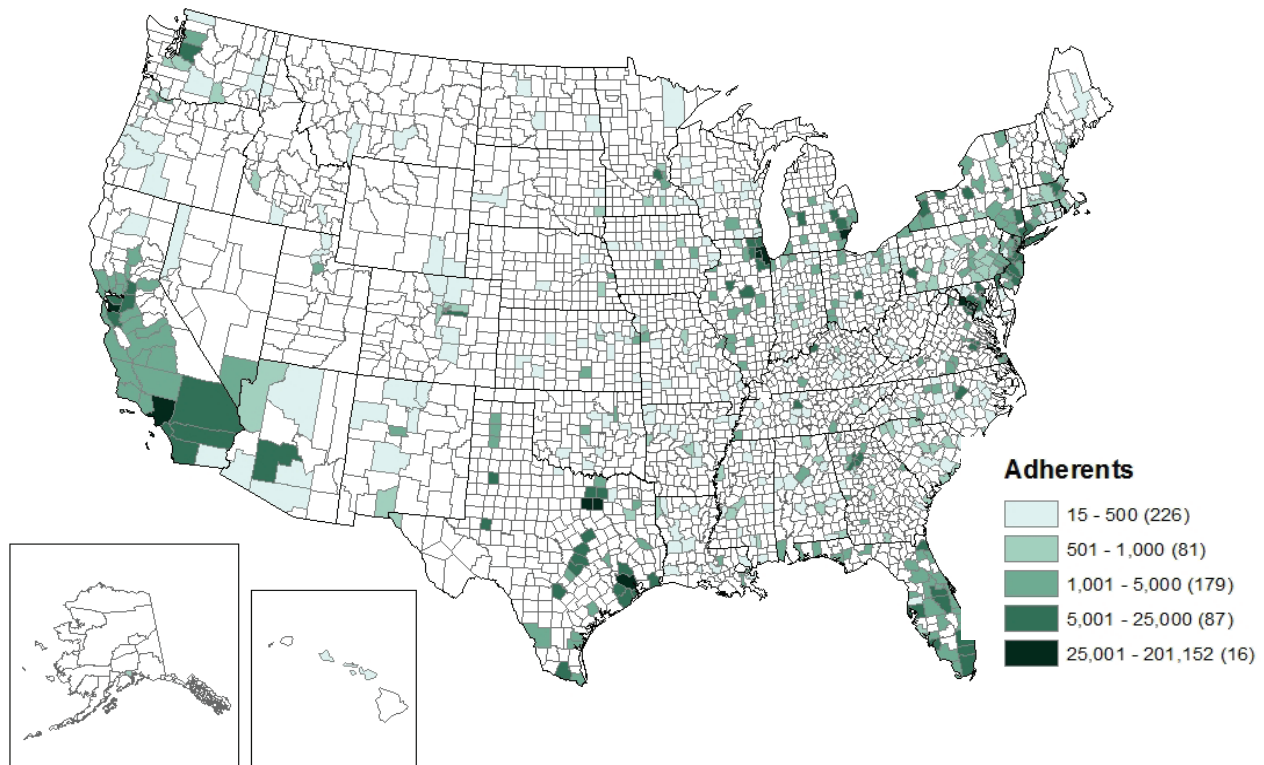 Adherents
15 - 500 (226)
501 - 1,000 (81)
1,001 - 5,000 (179)
5,001 - 25,000 (87)
25,001 - 201,152 (16)